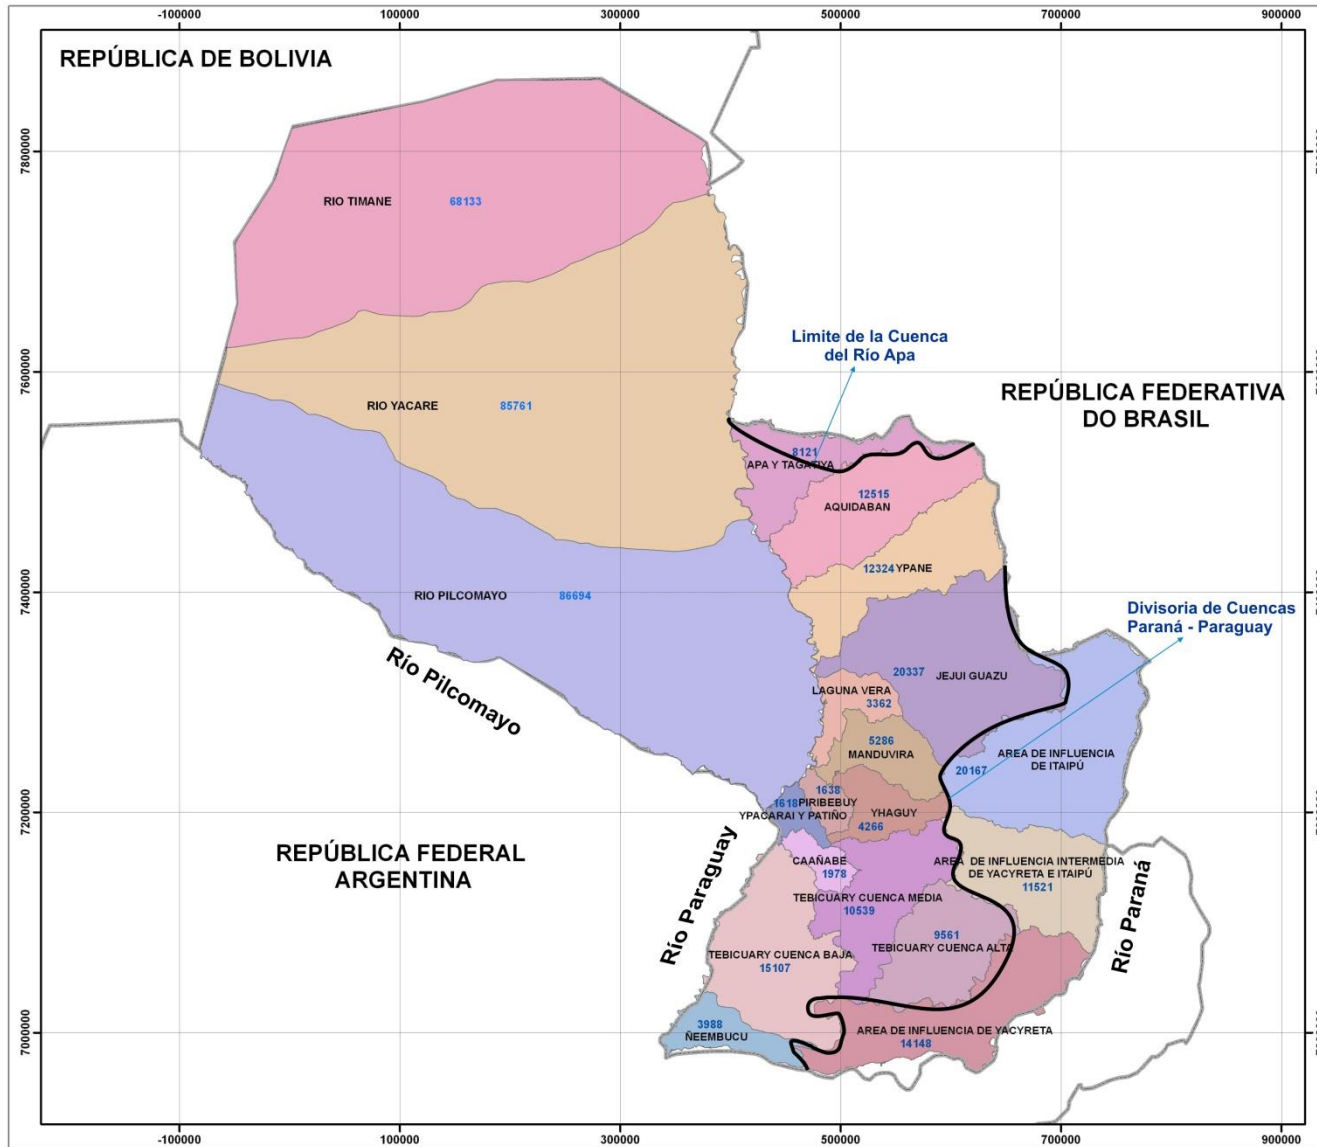 -100000 100000 300000 500000 700000 900000
REPÚBLICA DE BOLIVIA
7800000
RIO TIMANE 68133
Limite de la Cuenca
del Río Apa
7600000
REPÚBLICA FEDERATIVA
DO BRASIL
RIO YACARE 85761
8121
APA Y TAGATIYA
12515
AQUIDABAN
12324 YPANE
7400000
RIO PILCOMAYO 86694
Divisoria de Cuencas
Paraná - Paraguay
Río Pilcomayo
20337
JEJUI GUAZU
LAGUNA VERA
3362
5286
MANDUVIRA
AREA DE INFLUENCIA
DE ITAIPÚ
20167
1638
1618 PIRIBEBUY
YPACARAI Y PATIÑO
YHAGUY
4266
7200000
REPÚBLICA FEDERAL
ARGENTINA
Río Paraguay
CAAÑABE
1978
AREA DE INFLUENCIA INTERMEDIA
DE YACYRETA E ITAIPÚ
11521
Río Paraná
TEBICUARY CUENCA MEDIA
10539
9561
TEBICUARY CUENCA ALTA
TEBICUARY CUENCA BAJA
15107
7000000
3988
ÑEEMBUCU
AREA DE INFLUENCIA DE YACYRETA
14148
-100000 100000 300000 500000 700000 900000